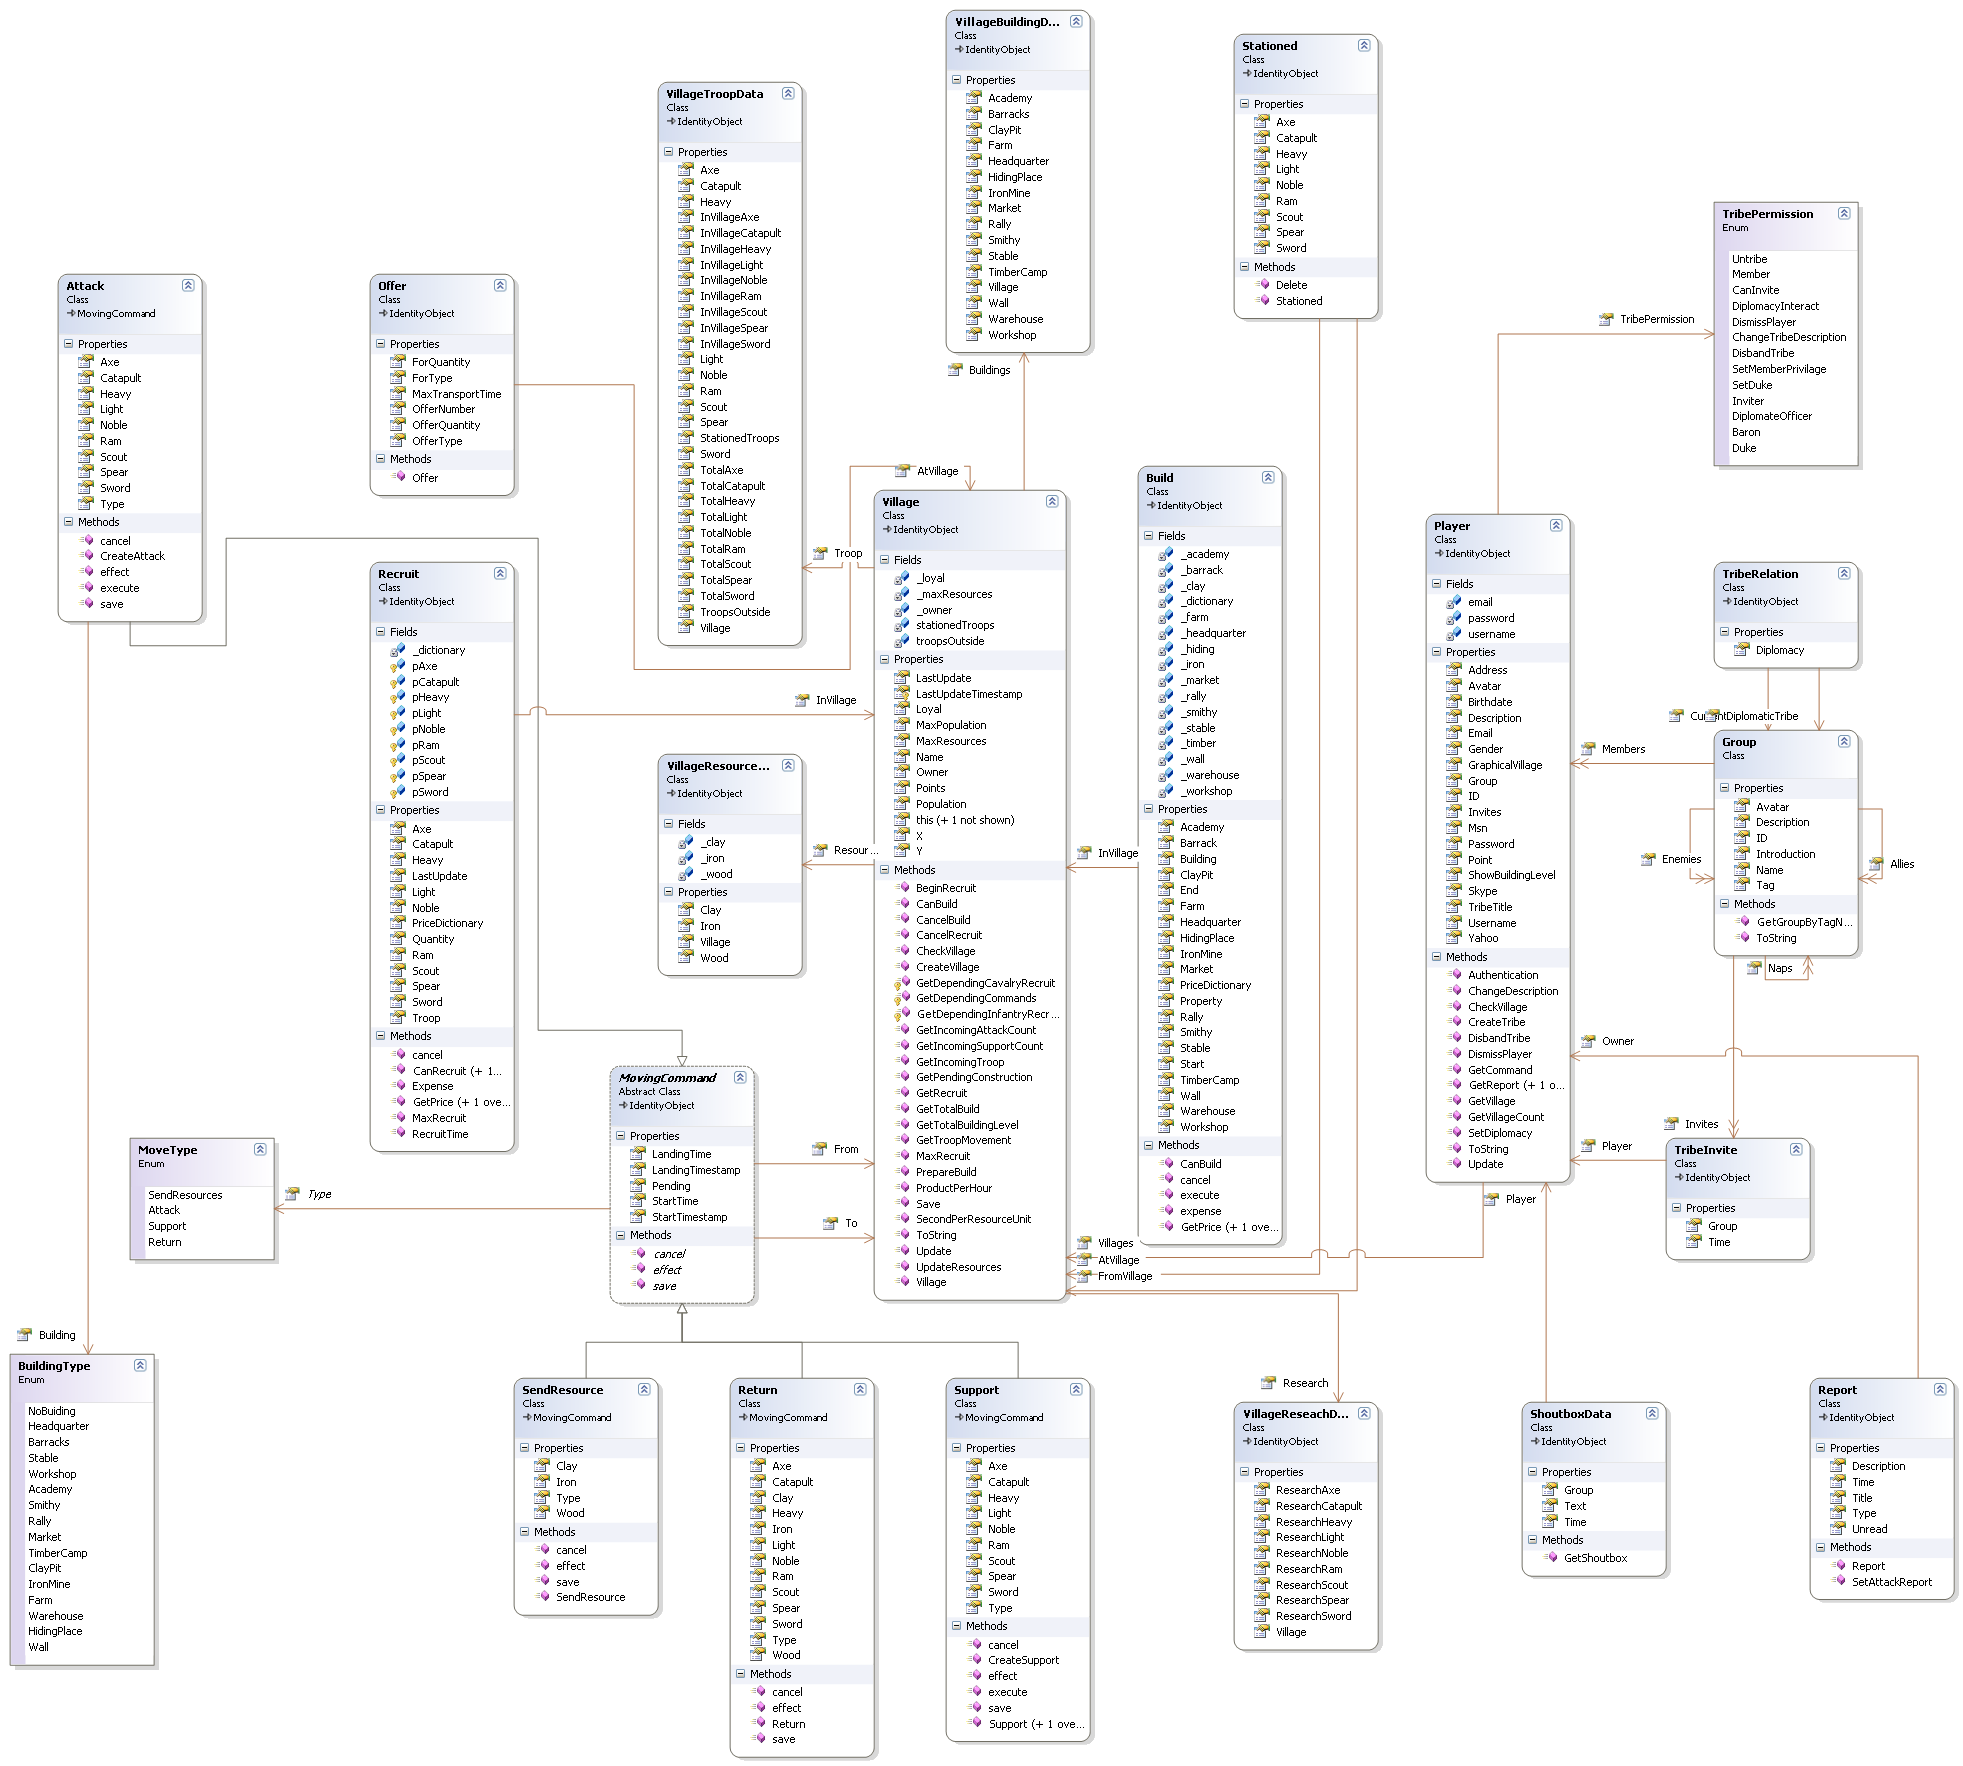 VillageBuildingD...
Class
IdentityObject
Properties
Academy
Barracks
ClayPit
Farm
Headquarter
HidingPlace
IronMine
Market
Rally
Smithy
Stable
TimberCamp
Village
Wall
Warehouse
Workshop
Buildings
Stationed
Class
IdentityObject
Properties
Axe
Catapult
Heavy
Light
Noble
Ram
Scout
Spear
Sword
Methods
Delete
Stationed
VillageTroopData
Class
IdentityObject
Properties
Axe
Catapult
Heavy
InVillageAxe
InVillageCatapult
InVillageHeavy
InVillageLight
InVillageNoble
InVillageRam
InVillageScout
InVillageSpear
InVillageSword
Light
Noble
Ram
Scout
Spear
StationedTroops
Sword
TotalAxe
TotalCatapult
TotalHeavy
TotalLight
TotalNoble
TotalRam
TotalScout
TotalSpear
TotalSword
TroopsOutside
Village
TribePermission
Enum
Untribe
Member
CanInvite
DiplomacyInteract
DismissPlayer
ChangeTribeDescription
DisbandTribe
SetMemberPrivilage
SetDuke
Inviter
DiplomateOfficer
Baron
Duke
TribePermission
Attack
Class
MovingCommand
Properties
Axe
Catapult
Heavy
Light
Noble
Ram
Scout
Spear
Sword
Type
Methods
cancel
CreateAttack
effect
execute
save
Offer
Class
IdentityObject
Properties
ForQuantity
ForType
MaxTransportTime
OfferNumber
OfferQuantity
OfferType
Methods
Offer
AtVillage
Troop
Village
Class
IdentityObject
Fields
_loyal
_maxResources
_owner
stationedTroops
troopsOutside
Properties
LastUpdate
LastUpdateTimestamp
Loyal
MaxPopulation
MaxResources
Name
Owner
Points
Population
this (+ 1 not shown)
X
Y
Methods
BeginRecruit
CanBuild
CancelBuild
CancelRecruit
CheckVillage
CreateVillage
GetDependingCavalryRecruit
GetDependingCommands
GetDependingInfantryRecr...
GetIncomingAttackCount
GetIncomingSupportCount
GetIncomingTroop
GetPendingConstruction
GetRecruit
GetTotalBuild
GetTotalBuildingLevel
GetTroopMovement
MaxRecruit
PrepareBuild
ProductPerHour
Save
SecondPerResourceUnit
ToString
Update
UpdateResources
Village
Build
Class
IdentityObject
Fields
_academy
_barrack
_clay
_dictionary
_farm
_headquarter
_hiding
_iron
_market
_rally
_smithy
_stable
_timber
_wall
_warehouse
_workshop
Properties
Academy
Barrack
Building
ClayPit
End
Farm
Headquarter
HidingPlace
IronMine
Market
PriceDictionary
Property
Rally
Smithy
Stable
Start
TimberCamp
Wall
Warehouse
Workshop
Methods
CanBuild
cancel
execute
expense
GetPrice (+ 1 ove...
InVillage
Player
Class
IdentityObject
Fields
email
password
username
Properties
Address
Avatar
Birthdate
Description
Email
Gender
GraphicalVillage
Group
ID
Invites
Msn
Password
Point
ShowBuildingLevel
Skype
TribeTitle
Username
Yahoo
Methods
Authentication
ChangeDescription
CheckVillage
CreateTribe
DisbandTribe
DismissPlayer
GetCommand
GetReport (+ 1 o...
GetVillage
GetVillageCount
SetDiplomacy
ToString
Update
TribeRelation
Class
IdentityObject
Properties
Diplomacy
DiplomaticTribe
Group
Class
Properties
Avatar
Description
ID
Introduction
Name
Tag
Methods
GetGroupByTagN...
ToString
Members
Enemies
Allies
Naps
Owner
Invites
Player
TribeInvite
Class
IdentityObject
Properties
Group
Time
Recruit
Class
IdentityObject
Fields
_dictionary
pAxe
pCatapult
pHeavy
pLight
pNoble
pRam
pScout
pSpear
pSword
Properties
Axe
Catapult
Heavy
LastUpdate
Light
Noble
PriceDictionary
Quantity
Ram
Scout
Spear
Sword
Troop
Methods
cancel
CanRecruit (+ 1...
Expense
GetPrice (+ 1 ove...
MaxRecruit
RecruitTime
InVillage
VillageResource...
Class
IdentityObject
Fields
_clay
_iron
_wood
Properties
Clay
Iron
Village
Wood
Resour...
MovingCommand
Abstract Class
IdentityObject
Properties
LandingTime
LandingTimestamp
Pending
StartTime
StartTimestamp
Methods
cancel
effect
save
From
To
Type
MoveType
Enum
SendResources
Attack
Support
Return
Player
Villages
AtVillage
FromVillage
Building
BuildingType
Enum
NoBuiding
Headquarter
Barracks
Stable
Workshop
Academy
Smithy
Rally
Market
TimberCamp
ClayPit
IronMine
Farm
Warehouse
HidingPlace
Wall
SendResource
Class
MovingCommand
Properties
Clay
Iron
Type
Wood
Methods
cancel
effect
save
SendResource
Return
Class
MovingCommand
Properties
Axe
Catapult
Clay
Heavy
Iron
Light
Noble
Ram
Scout
Spear
Sword
Type
Wood
Methods
cancel
effect
Return
save
Support
Class
MovingCommand
Properties
Axe
Catapult
Heavy
Light
Noble
Ram
Scout
Spear
Sword
Type
Methods
cancel
CreateSupport
effect
execute
save
Support (+ 1 ove...
Research
VillageReseachD...
Class
IdentityObject
Properties
ResearchAxe
ResearchCatapult
ResearchHeavy
ResearchLight
ResearchNoble
ResearchRam
ResearchScout
ResearchSpear
ResearchSword
Village
ShoutboxData
Class
IdentityObject
Properties
Group
Text
Time
Methods
GetShoutbox
Report
Class
IdentityObject
Properties
Description
Time
Title
Type
Unread
Methods
Report
SetAttackReport